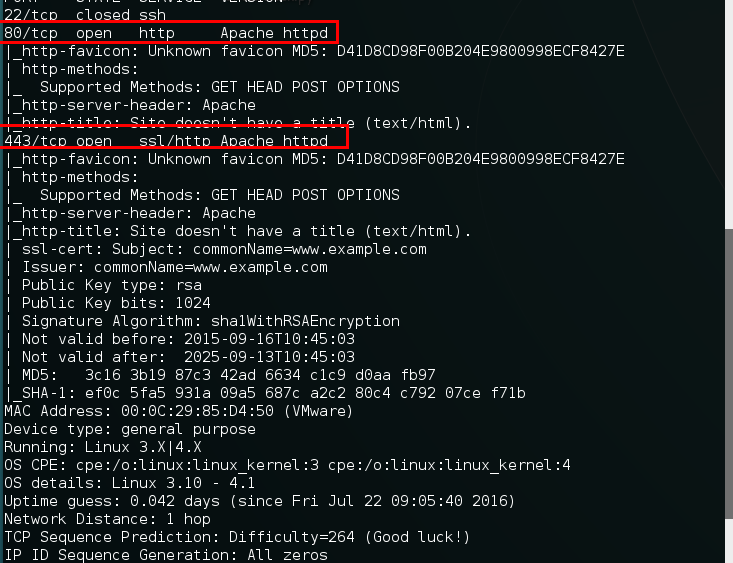 22/tcp  closed ssh
80/tcp  open   http     Apache httpd
|_http-favicon: Unknown favicon MD5: D41D8CD98F00B204E9800998ECF8427E
| http-methods:
|_  Supported Methods: GET HEAD POST OPTIONS
|_http-server-header: Apache
|_http-title: Site doesn't have a title (text/html).
443/tcp open   ssl/http Apache httpd
|_http-favicon: Unknown favicon MD5: D41D8CD98F00B204E9800998ECF8427E
| http-methods:
|_  Supported Methods: GET HEAD POST OPTIONS
|_http-server-header: Apache
|_http-title: Site doesn't have a title (text/html).
| ssl-cert: Subject: commonName=www.example.com
| Issuer: commonName=www.example.com
| Public Key type: rsa
| Public Key bits: 1024
| Signature Algorithm: sha1WithRSAEncryption
| Not valid before: 2015-09-16T10:45:03
| Not valid after:  2025-09-13T10:45:03
| MD5:   3c16 3b19 87c3 42ad 6634 c1c9 d0aa fb97
|_SHA-1: ef0c 5fa5 931a 09a5 687c a2c2 80c4 c792 07ce f71b
MAC Address: 00:0C:29:85:D4:50 (VMware)
Device type: general purpose
Running: Linux 3.X|4.X
OS CPE: cpe:/o:linux:linux_kernel:3 cpe:/o:linux:linux_kernel:4
OS details: Linux 3.10 - 4.1
Uptime guess: 0.042 days (since Fri Jul 22 09:05:40 2016)
Network Distance: 1 hop
TCP Sequence Prediction: Difficulty=264 (Good luck!)
IP ID Sequence Generation: All zeros